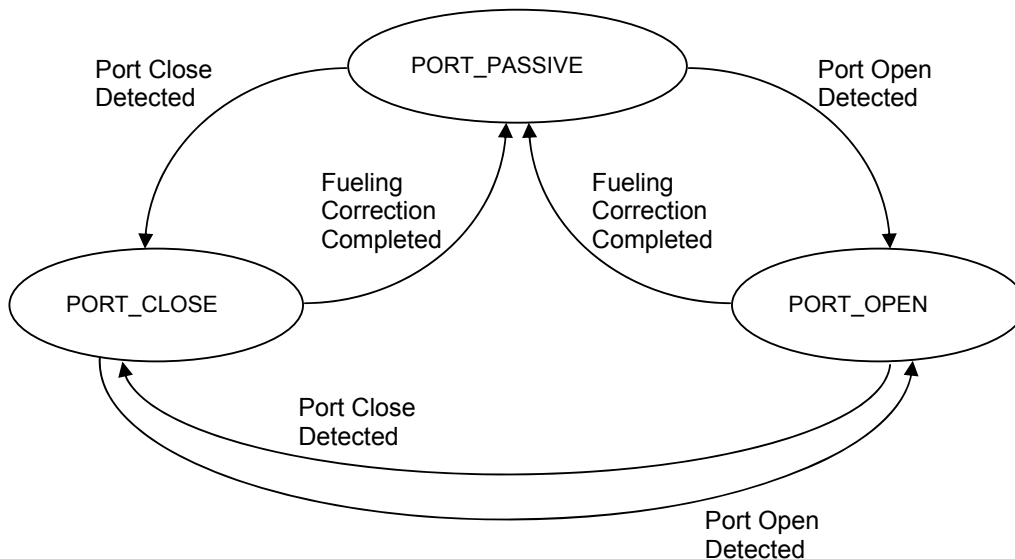 PORT_PASSIVE
Port Close
Detected
Port Open
Detected
Fueling
Correction
Completed
Fueling
Correction
Completed
PORT_CLOSE
PORT_OPEN
Port Close
Detected
Port Open
Detected